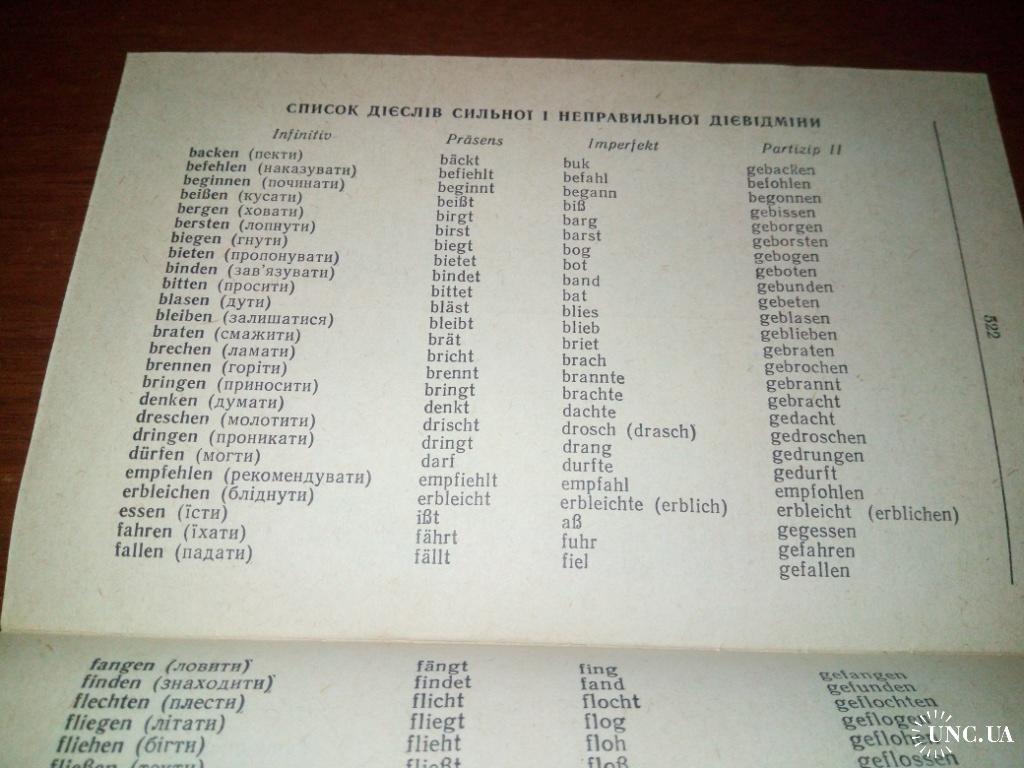 СПИСОК ДІЄСЛІВ СИЛЬНОЇ І НЕПРАВИЛЬНОЇ ДІЄВІДМІНИ
Infinitiv Präsens Imperfekt Partizip II
backen (пекти) bäckt buk gebacken
befehlen (наказувати) befiehlt befahl befohlen
beginnen (починати) beginnt begann begonnen
beißen (кусати) beißt biß gebissen
bergen (ховати) birgt barg geborgen
bersten (лопнути) birst barst geborsten
biegen (гнути) biegt bog gebogen
bieten (пропонувати) bietet bot geboten
binden (зав'язувати) bindet band gebunden
bitten (просити) bittet bat gebeten
blasen (дути) bläst blies geblasen
bleiben (залишатися) bleibt blieb geblieben
braten (смажити) brät briet gebraten
brechen (ламати) bricht brach gebrochen
brennen (горіти) brennt brannte gebrannt
bringen (приносити) bringt brachte gebracht
denken (думати) denkt dachte gedacht
dreschen (молотити) drischt drosch (drasch) gedroschen
dringen (проникати) dringt drang gedrungen
dürfen (могти) darf durfte gedurft
empfehlen (рекомендувати) empfiehlt empfahl empfohlen
erbleichen (бліднути) erbleicht erbleichte (erblich) erbleicht (erblichen)
essen (їсти) ißt aß gegessen
fahren (їхати) fährt fuhr gefahren
fallen (падати) fällt fiel gefallen
522
fangen (ловити) fängt fing gefangen
finden (знаходити) findet fand gefunden
flechten (плести) flicht flocht geflochten
fliegen (літати) fliegt flog geflogen
fliehen (бігти) flieht floh geflohen
fließen (текти) fließt floß geflossen
UNC.UA